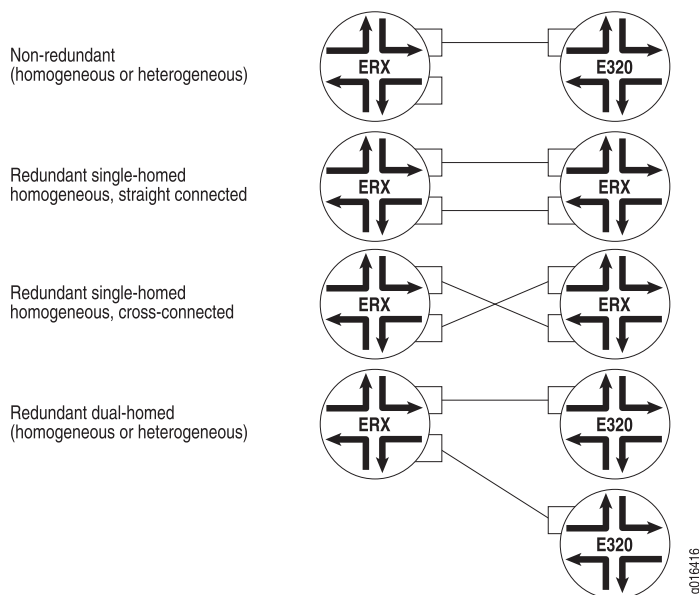 Non-redundant
(homogeneous or heterogeneous)
ERX
E320
Redundant single-homed
homogeneous, straight connected
ERX
ERX
Redundant single-homed
homogeneous, cross-connected
ERX
ERX
Redundant dual-homed
(homogeneous or heterogeneous)
ERX
E320
E320
g016416